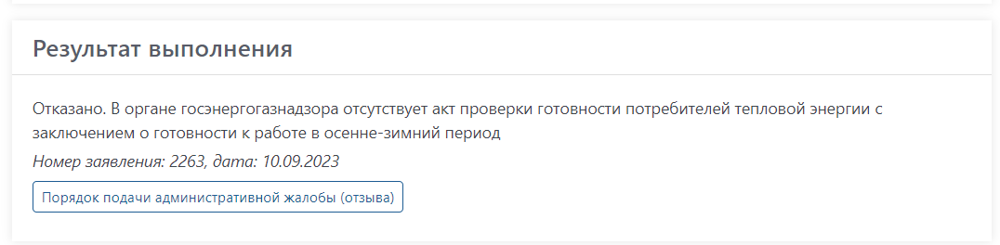 Результат выполнения
Отказано. В органе госэнергогазнадзора отсутствует акт проверки готовности потребителей тепловой энергии с
заключением о готовности к работе в осенне-зимний период
Номер заявления: 2263, дата: 10.09.2023
Порядок подачи административной жалобы (отзыва)